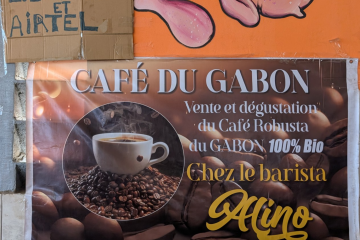 ET
AIRTEL
CAFÉ DU GABON
Vente et dégustation
du Café Robusta
du GABON 100% Bio
Chez le barista
Alino